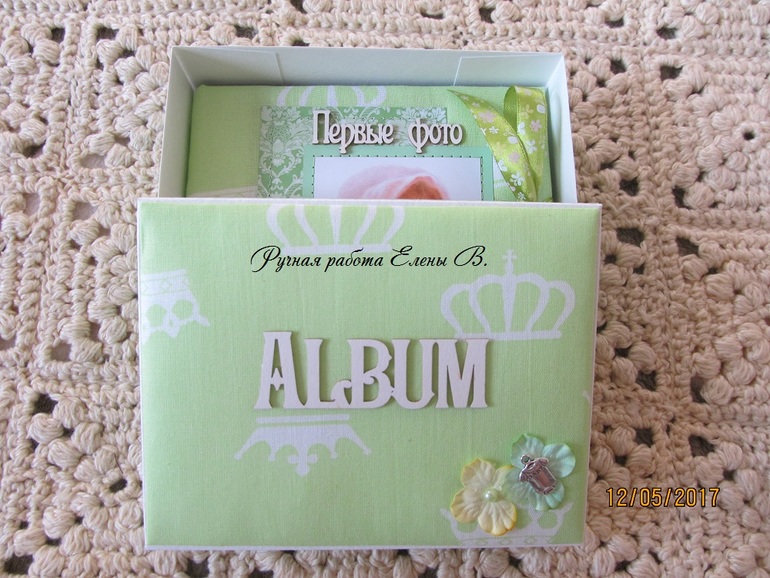 Первые фото
Ручная работа Елены В.
ALBUM
12/05/2017